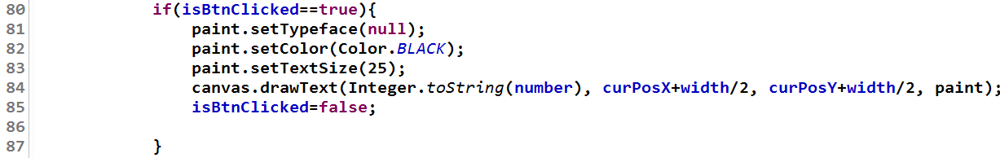 80 if(isBtnClicked==true){
81 paint.setTypeface(null);
82 paint.setColor(Color.BLACK);
83 paint.setTextSize(25);
84 canvas.drawText(Integer.toString(number), curPosX+width/2, curPosY+width/2, paint);
85 isBtnClicked=false;
86
87 }